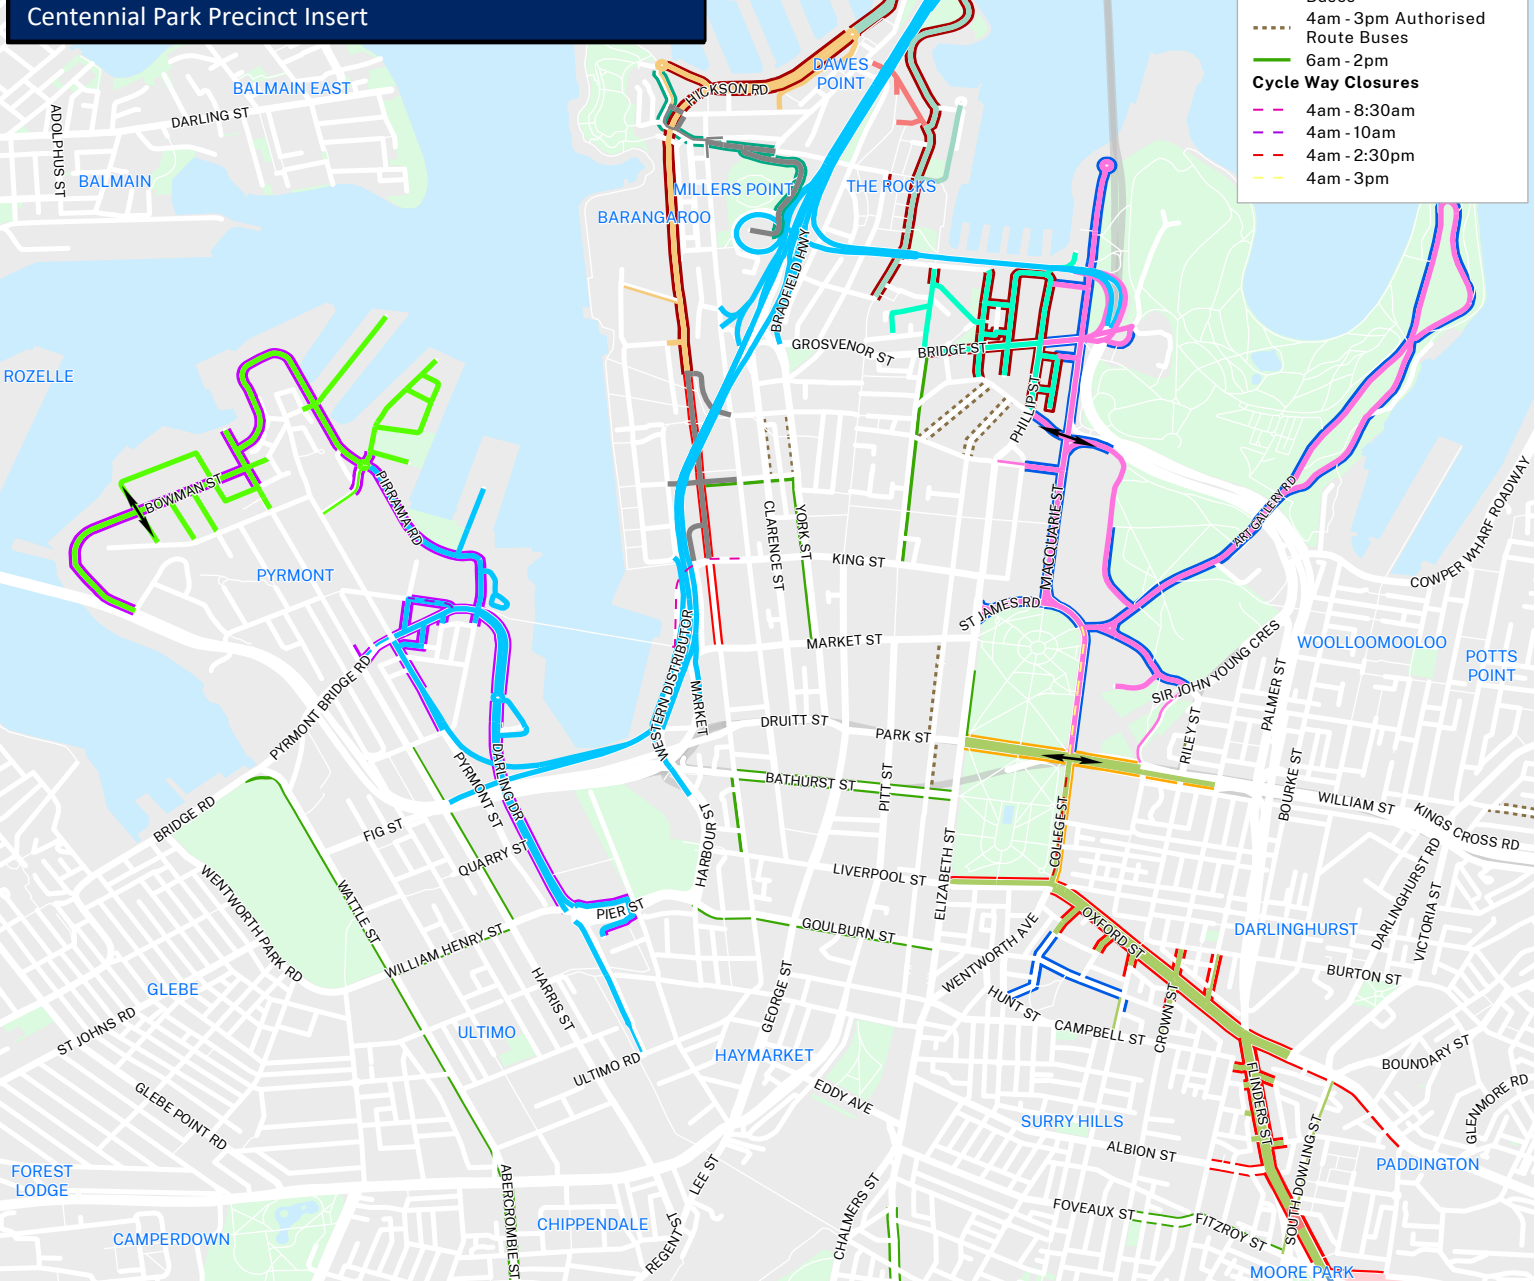 Centennial Park Precinct Insert
Buses
4am - 3pm Authorised
Route Buses
6am - 2pm
Cycle Way Closures
4am - 8:30am
4am - 10am
4am - 2:30pm
4am - 3pm
DAWES
POINT
BALMAIN EAST
HICKSON RD
DARLING ST
ADOLPHUS ST
BALMAIN
MILLERS POINT
THE ROCKS
BARANGAROO
BRADFIELD HWY
GROSVENOR ST
BRIDGE ST
ROZELLE
PHILLIP ST
BOWMAN ST
PIRRAMA RD
CLARENCE ST
YORK ST
MACQUARIE ST
ART GALLERY RD
COWPER WHARF ROADWAY
KING ST
PYRMONT
ST JAMES RD
MARKET ST
SIR JOHN YOUNG CRES
WOOLLOOMOOLOO
POTTS
POINT
PYRMONT BRIDGE RD
WESTERN DISTRIBUTOR
MARKET
PALMER ST
RILEY ST
DRUITT ST
PARK ST
BATHURST ST
PITT ST
BOURKE ST
WILLIAM ST
KINGS CROSS RD
BRIDGE RD
FIG ST
PYRMONT ST
DARLING DR
QUARRY ST
HARBOUR ST
LIVERPOOL ST
ELIZABETH ST
COLLEGE ST
DARLINGHURST RD
VICTORIA ST
WENTWORTH PARK RD
WATTLE ST
PIER ST
GOULBURN ST
OXFORD ST
DARLINGHURST
WILLIAM HENRY ST
WENTWORTH AVE
BURTON ST
GLEBE
HARRIS ST
GEORGE ST
HUNT ST
CAMPBELL ST
CROWN ST
ST JOHNS RD
ULTIMO
HAYMARKET
ULTIMO RD
BOUNDARY ST
GLEBE POINT RD
EDDY AVE
SURRY HILLS
FLINDERS ST
GLENMORE RD
ALBION ST
FOREST
LODGE
ABERCROMBIE ST
LEE ST
CHALMERS ST
PADDINGTON
SOUTH DOWLING ST
FOVEAUX ST
FITZROY ST
CAMPERDOWN
CHIPPENDALE
REGENT ST
MOORE PARK